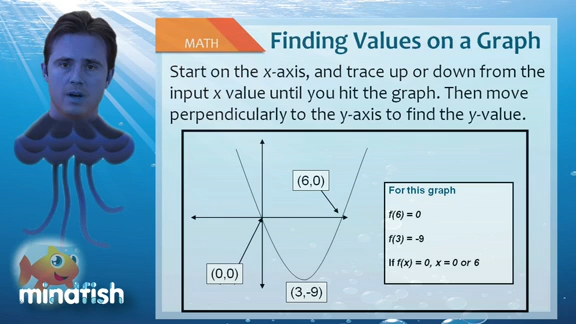 MATH
Finding Values on a Graph
Start on the x-axis, and trace up or down from the
input x value until you hit the graph. Then move
perpendicularly to the y-axis to find the y-value.
(6,0)
(0,0)
(3,-9)
For this graph
f(6) = 0
f(3) = -9
If f(x) = 0, x = 0 or 6
mindfish